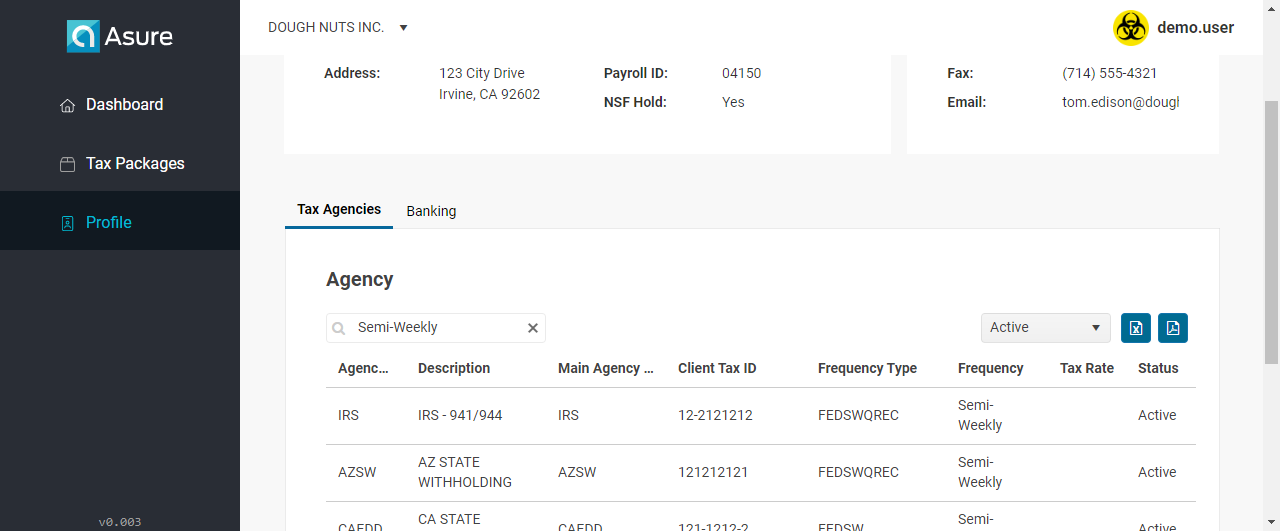 Asure
DOUGH NUTS INC.
demo.user
Dashboard
Tax Packages
Profile
v0.003
Address: 123 City Drive
Irvine, CA 92602
Payroll ID: 04150
NSF Hold: Yes
Fax: (714) 555-4321
Email: tom.edison@dough
Tax Agencies Banking
Agency
Semi-Weekly
Active
Agenc... Description Main Agency ... Client Tax ID Frequency Type Frequency Tax Rate Status
IRS IRS - 941/944 IRS 12-2121212 FEDSWQREC Semi-
Weekly Active
AZSW AZ STATE
WITHHOLDING AZSW 121212121 FEDSWQREC Semi-
Weekly Active
CAEDD CA STATE CAEDD 121-1212-2 FEDSW Semi- Active